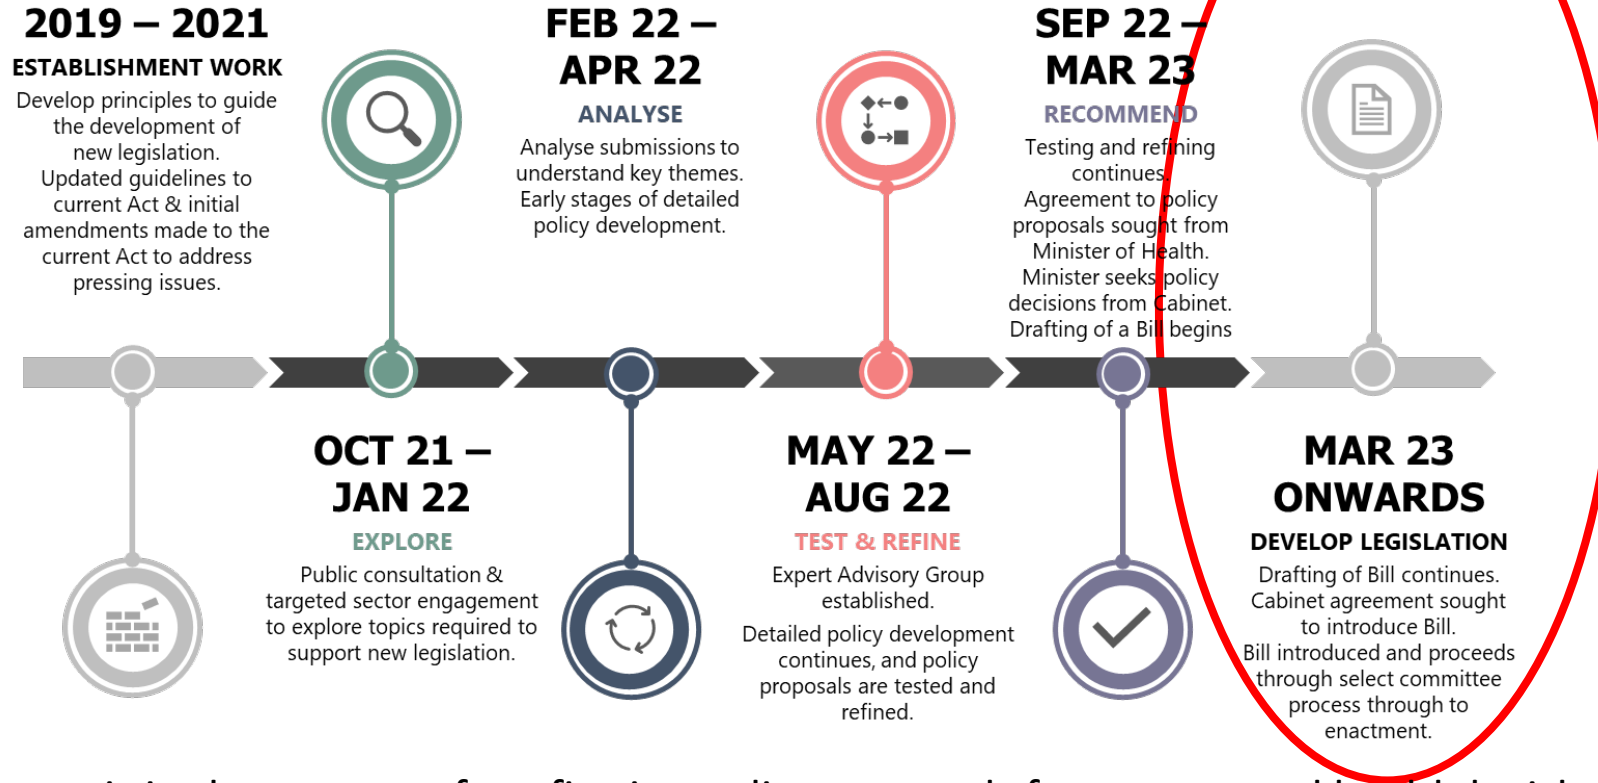 2019 – 2021
ESTABLISHMENT WORK
Develop principles to guide
the development of
new legislation.
Updated guidelines to
current Act & initial
amendments made to the
current Act to address
pressing issues.
OCT 21 –
JAN 22
EXPLORE
Public consultation &
targeted sector engagement
to explore topics required to
support new legislation.
FEB 22 –
APR 22
ANALYSE
Analyse submissions to
understand key themes.
Early stages of detailed
policy development.
MAY 22 –
AUG 22
TEST & REFINE
Expert Advisory Group
established.
Detailed policy development
continues, and policy
proposals are tested and
refined.
SEP 22 –
MAR 23
RECOMMEND
Testing and refining
continues.
Agreement to policy
proposals sought from
Minister of Health.
Minister seeks policy
decisions from Cabinet.
Drafting of a Bill begins
MAR 23
ONWARDS
DEVELOP LEGISLATION
Drafting of Bill continues.
Cabinet agreement sought
to introduce Bill.
Bill introduced and proceeds
through select committee
process through to
enactment.